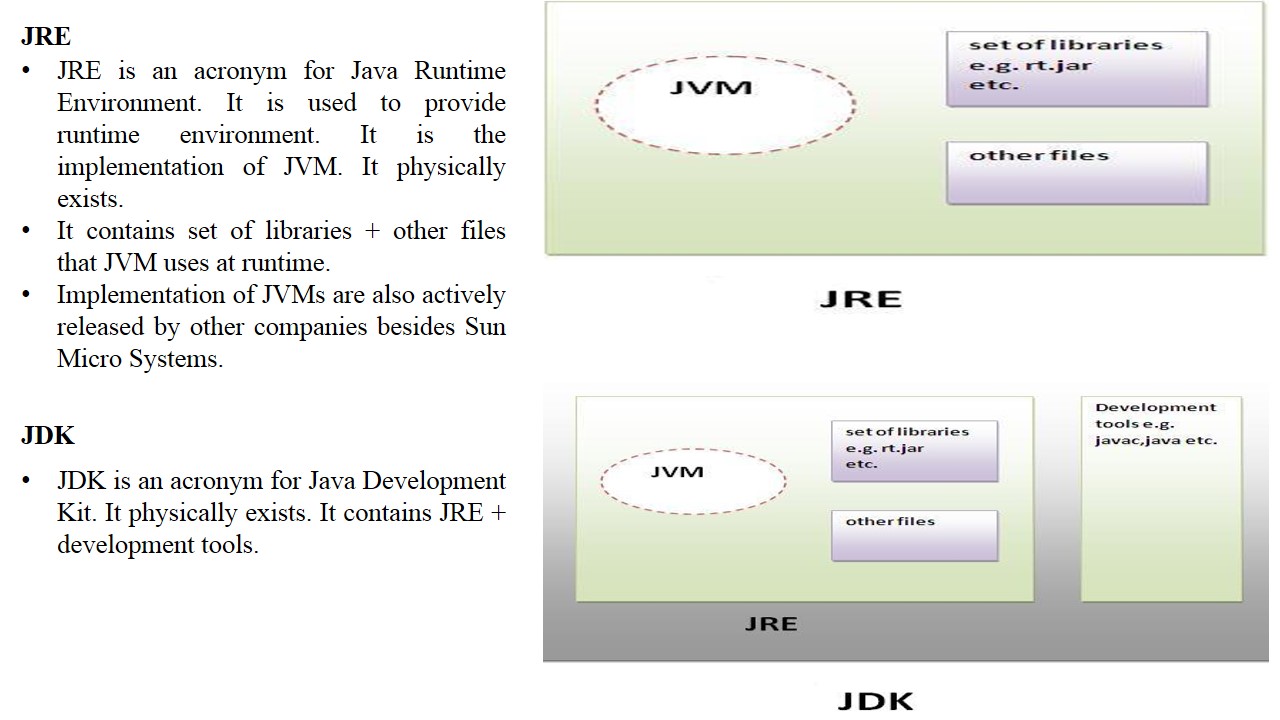 JRE
• JRE is an acronym for Java Runtime
Environment. It is used to provide
runtime environment. It is the
implementation of JVM. It physically
exists.
• It contains set of libraries + other files
that JVM uses at runtime.
• Implementation of JVMs are also actively
released by other companies besides Sun
Micro Systems.
JDK
• JDK is an acronym for Java Development
Kit. It physically exists. It contains JRE +
development tools.
JVM
set of libraries
e.g. rt.jar
etc.
other files
JRE
JVM
set of libraries
e.g. rt.jar
etc.
other files
JRE
Development
tools e.g.
javac,java etc.
JDK